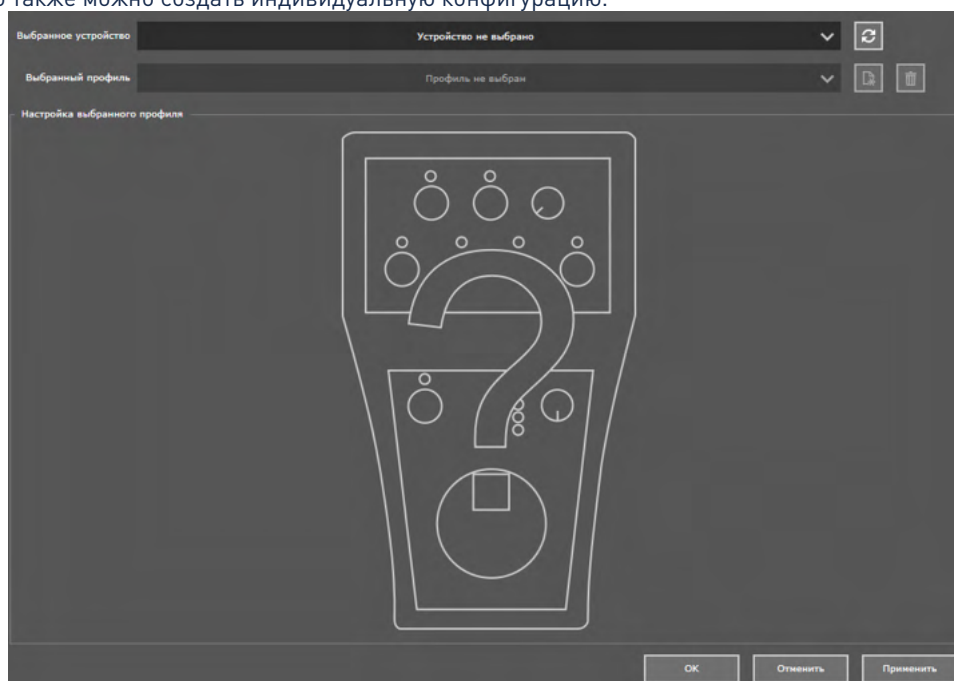 также можно создать индивидуальную конфигурацию.
Выбранное устройство Устройство не выбрано
Выбранный профиль Профиль не выбран
Настройка выбранного профиля
?
OK Отменить Применить